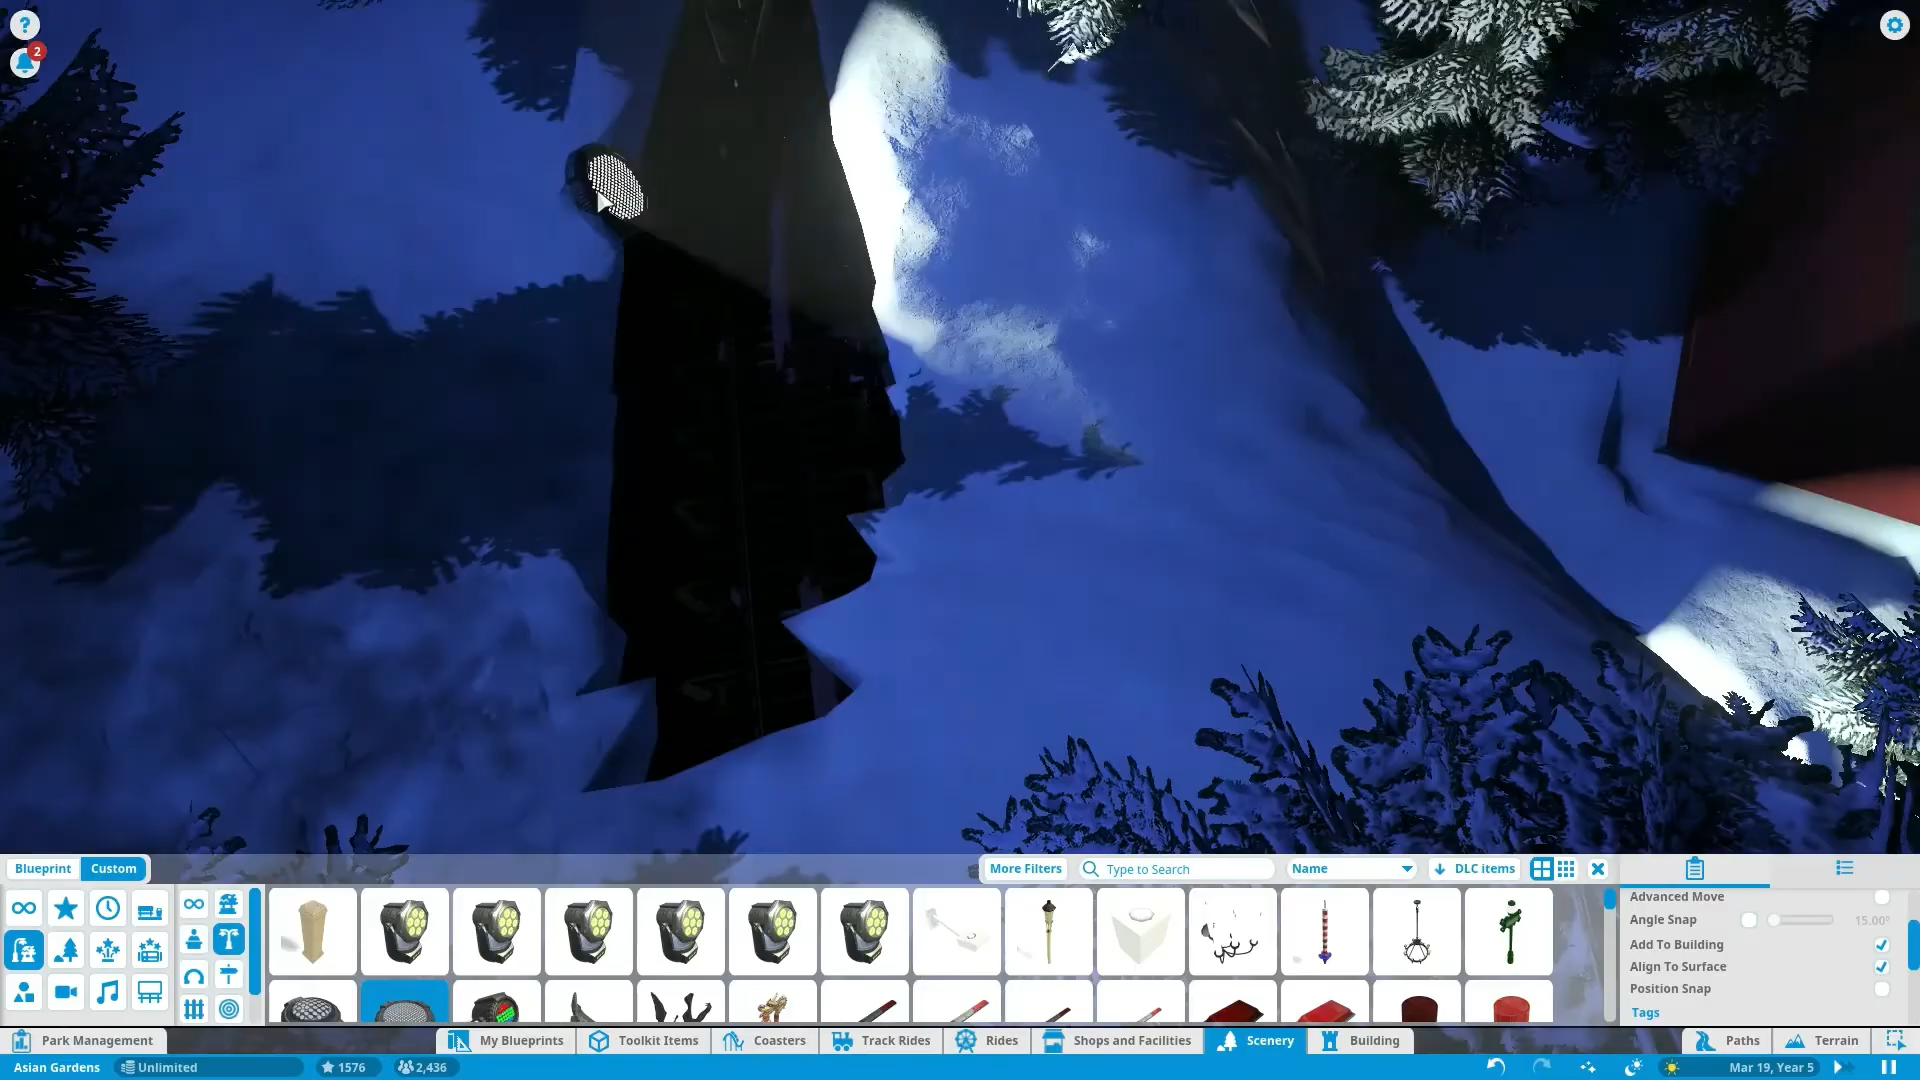 ?
2
Blueprint
Custom
More Filters
Type to Search
Name
DLC items
Advanced Move
Angle Snap
15.00°
Add To Building
Align To Surface
Position Snap
Tags
Park Management
My Blueprints
Toolkit Items
Coasters
Track Rides
Rides
Shops and Facilities
Scenery
Building
Paths
Terrain
Asian Gardens
Unlimited
1576
2,436
Mar 19, Year 5